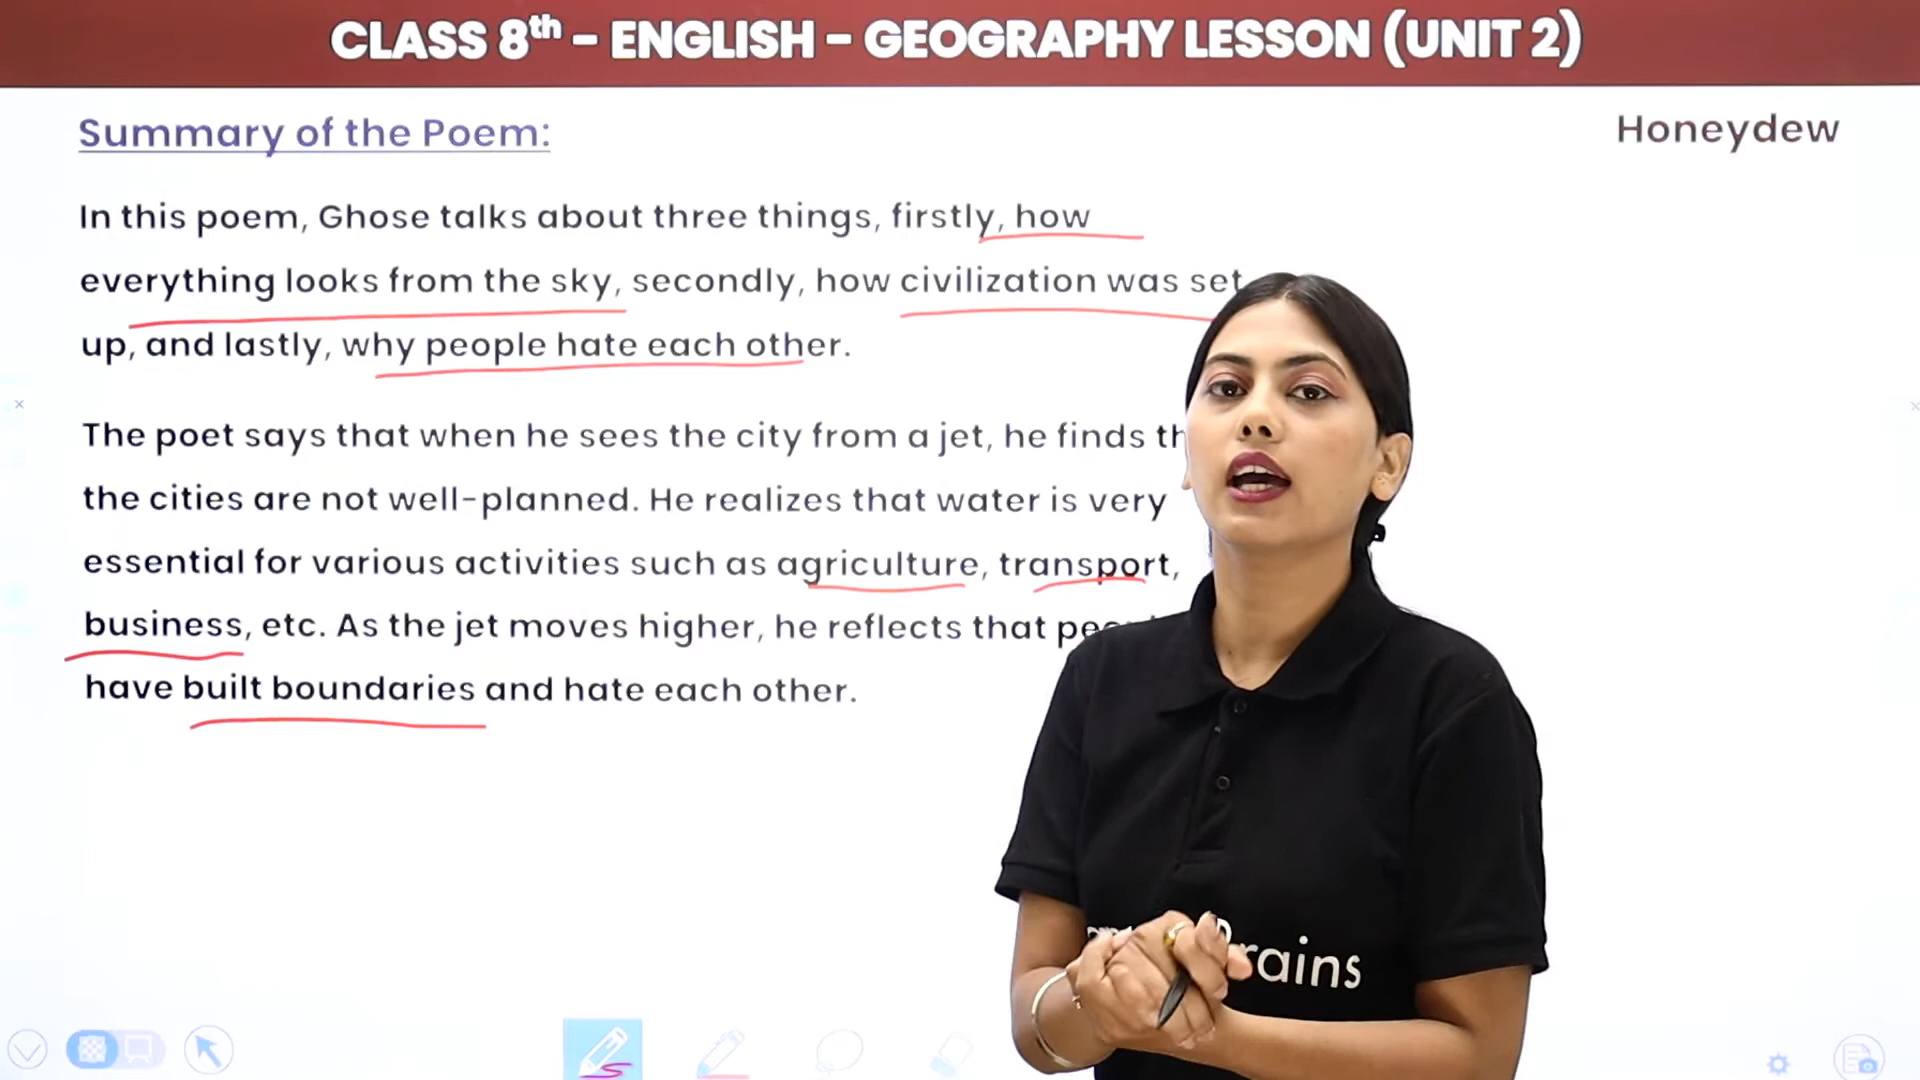 CLASS 8th - ENGLISH - GEOGRAPHY LESSON (UNIT 2)
Summary of the Poem:
Honeydew
In this poem, Ghose talks about three things, firstly, how
everything looks from the sky, secondly, how civilization was set
up, and lastly, why people hate each other.
The poet says that when he sees the city from a jet, he finds
the cities are not well-planned. He realizes that water is very
essential for various activities such as agriculture, transport,
business, etc. As the jet moves higher, he reflects that
have built boundaries and hate each other.
rains